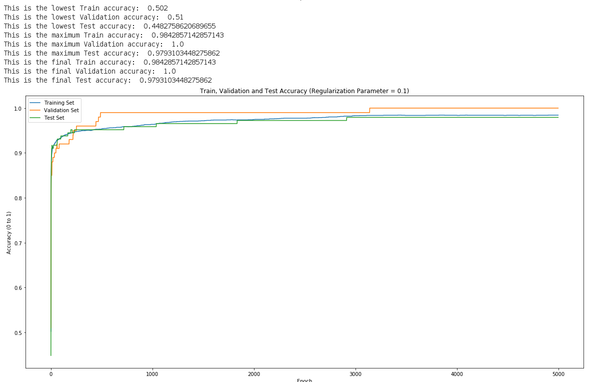 This is the lowest Train accuracy: 0.502
This is the lowest Validation accuracy: 0.51
This is the lowest Test accuracy: 0.4482758620689655
This is the maximum Train accuracy: 0.9842857142857143
This is the maximum Validation accuracy: 1.0
This is the maximum Test accuracy: 0.9793103448275862
This is the final Train accuracy: 0.9842857142857143
This is the final Validation accuracy: 1.0
This is the final Test accuracy: 0.9793103448275862
Train, Validation and Test Accuracy (Regularization Parameter = 0.1)
Training Set
Validation Set
Test Set
1.0
0.9
0.8
0.7
0.6
0.5
Accuracy (0 to 1)
0 1000 2000 3000 4000 5000
Epoch